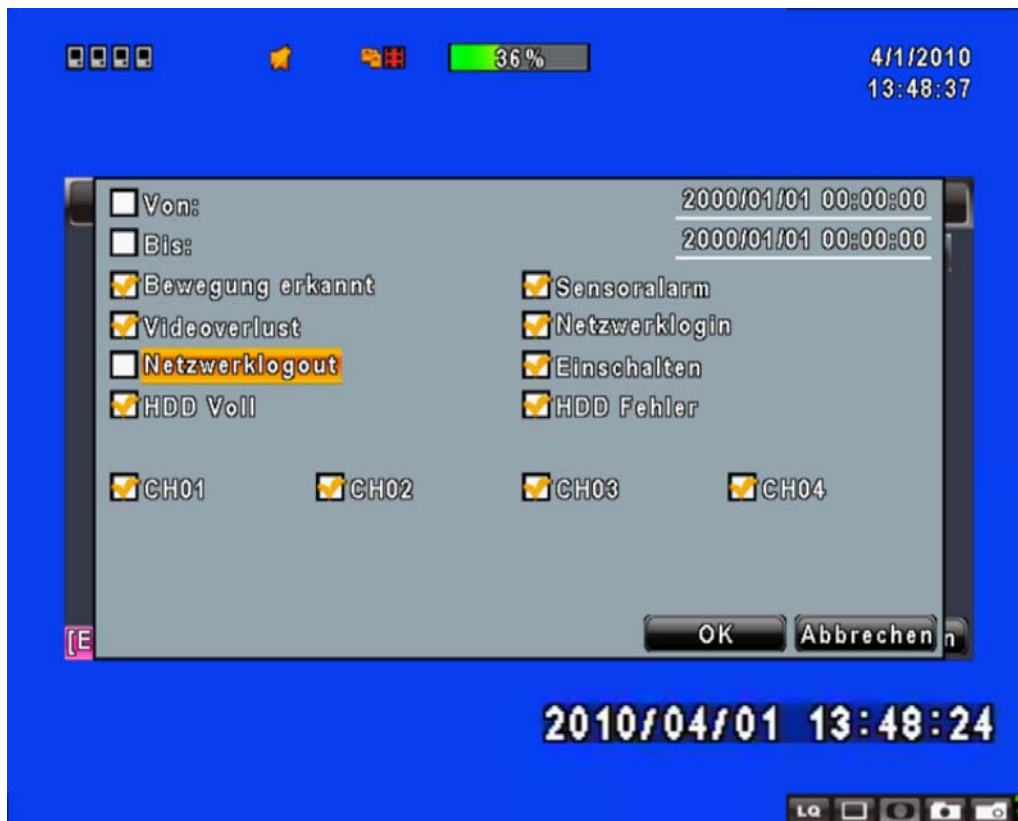 36%
4/1/2010
13:48:37
Von: 2000/01/01 00:00:00
Bis: 2000/01/01 00:00:00
Bewegung erkannt Sensoralarm
Videoverlust Netzwerklogin
Netzwerklogout Einschalten
HDD Voll HDD Fehler
CH01 CH02 CH03 CH04
[E OK Abbrechen n
2010/04/01 13:48:24
LQ